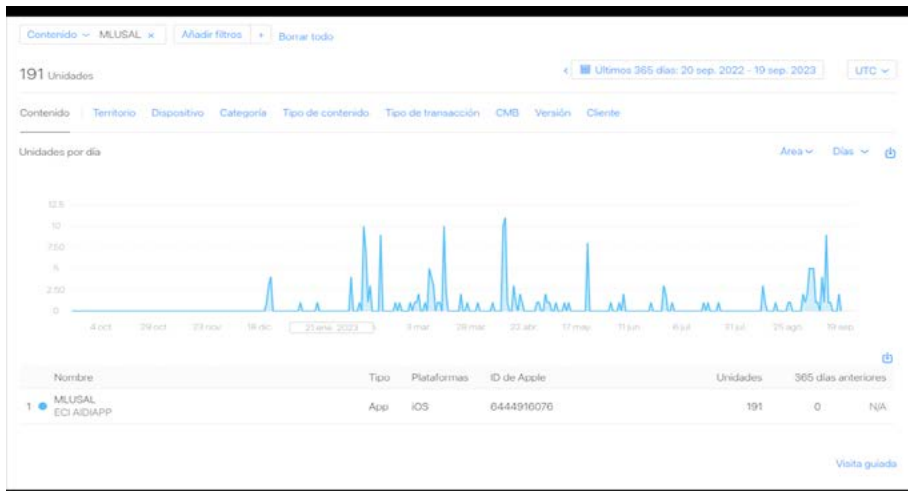 Contenido MLUSAL × Añadir filtros + Borrar todo
191 Unidades < Últimos 365 días: 20 sep. 2022 - 19 sep. 2023 UTC
Contenido Territorio Dispositivo Categoría Tipo de contenido Tipo de transacción CMB Versión Cliente
Unidades por día Área Días
12.5
10
7.50
5
2.50
0
4 oct 29 oct 23 nov 18 dic 21 ene. 2023 3 mar 28 mar 22 abr 17 may 11 jun 6 jul 31 jul 25 ago 19 sep
Nombre Tipo Plataformas ID de Apple Unidades 365 días anteriores
1 MLUSAL App iOS 6444916076 191 0 N/A
ECI AIDIAPP
Visita guiada